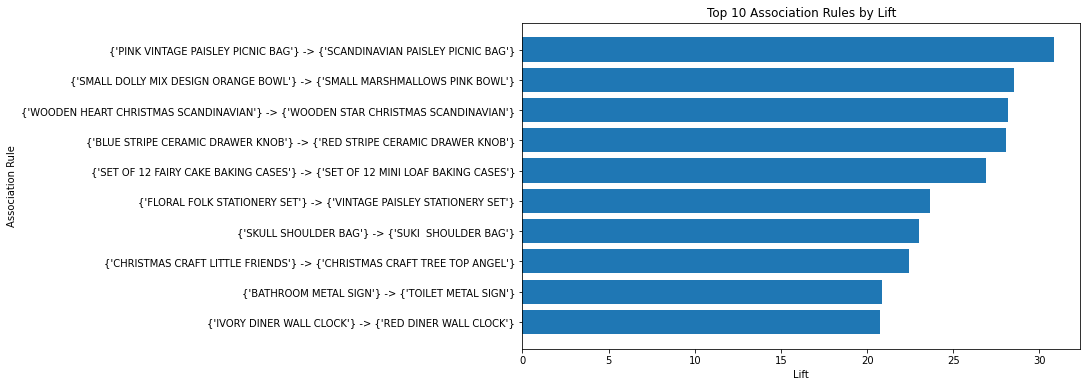 Top 10 Association Rules by Lift
{'PINK VINTAGE PAISLEY PICNIC BAG'} -> {'SCANDINAVIAN PAISLEY PICNIC BAG'}
{'SMALL DOLLY MIX DESIGN ORANGE BOWL'} -> {'SMALL MARSHMALLOWS PINK BOWL'}
{'WOODEN HEART CHRISTMAS SCANDINAVIAN'} -> {'WOODEN STAR CHRISTMAS SCANDINAVIAN'}
{'BLUE STRIPE CERAMIC DRAWER KNOB'} -> {'RED STRIPE CERAMIC DRAWER KNOB'}
{'SET OF 12 FAIRY CAKE BAKING CASES'} -> {'SET OF 12 MINI LOAF BAKING CASES'}
{'FLORAL FOLK STATIONERY SET'} -> {'VINTAGE PAISLEY STATIONERY SET'}
{'SKULL SHOULDER BAG'} -> {'SUKI  SHOULDER BAG'}
{'CHRISTMAS CRAFT LITTLE FRIENDS'} -> {'CHRISTMAS CRAFT TREE TOP ANGEL'}
{'BATHROOM METAL SIGN'} -> {'TOILET METAL SIGN'}
{'IVORY DINER WALL CLOCK'} -> {'RED DINER WALL CLOCK'}
Association Rule
0 5 10 15 20 25 30
Lift